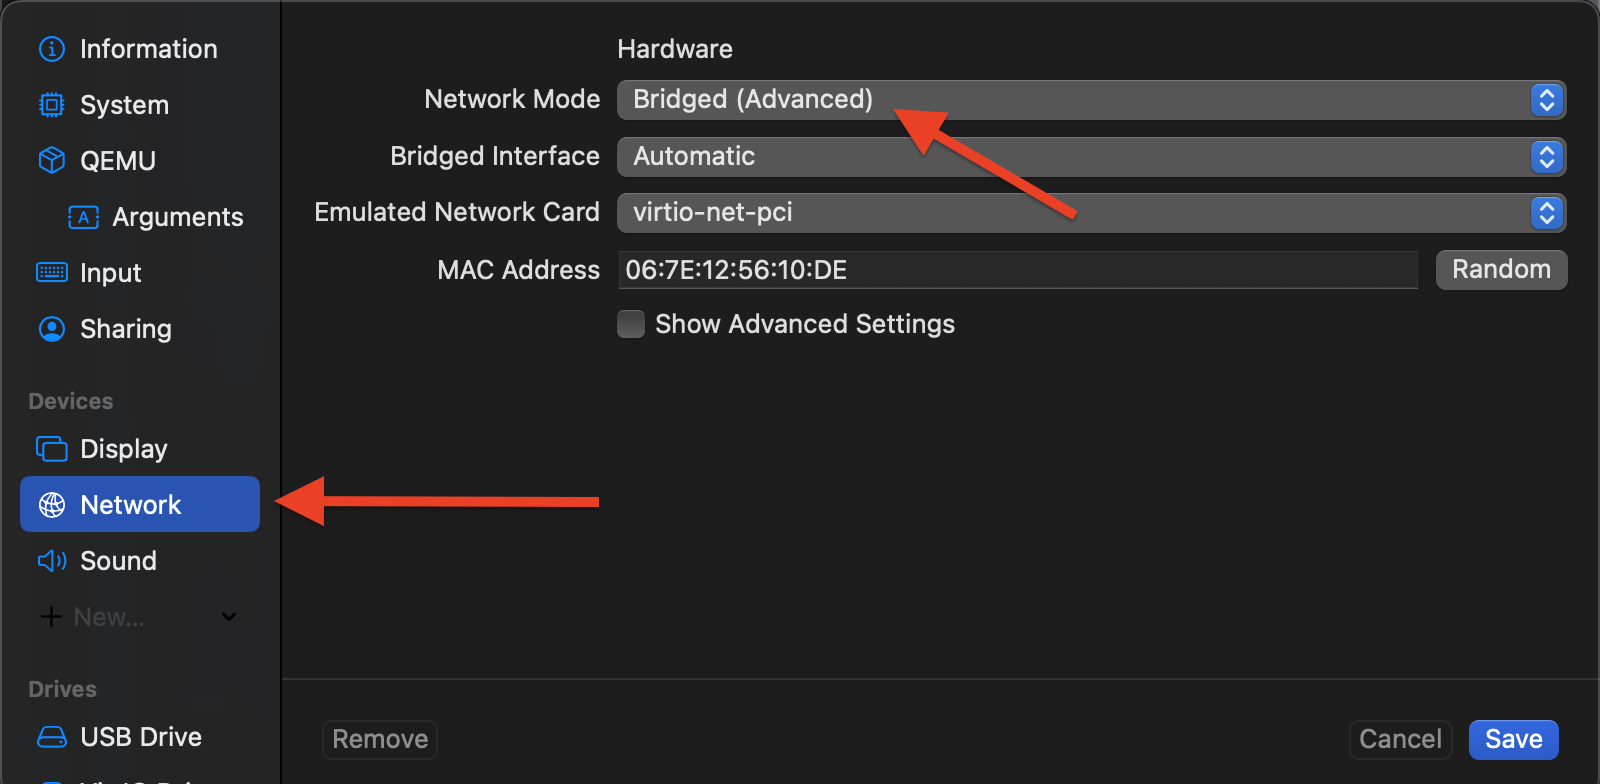 Information
System
QEMU
Arguments
Input
Sharing
Devices
Display
Network
Sound
New...
Drives
USB Drive
Hardware
Network Mode Bridged (Advanced)
Bridged Interface Automatic
Emulated Network Card virtio-net-pci
MAC Address 06:7E:12:56:10:DE Random
Show Advanced Settings
Remove Cancel Save